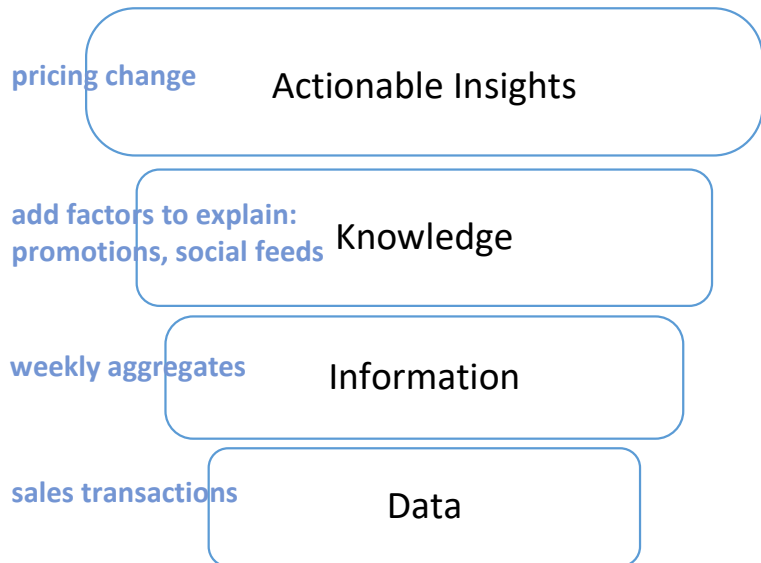 pricing change
Actionable Insights
add factors to explain:
promotions, social feeds
Knowledge
weekly aggregates
Information
sales transactions
Data